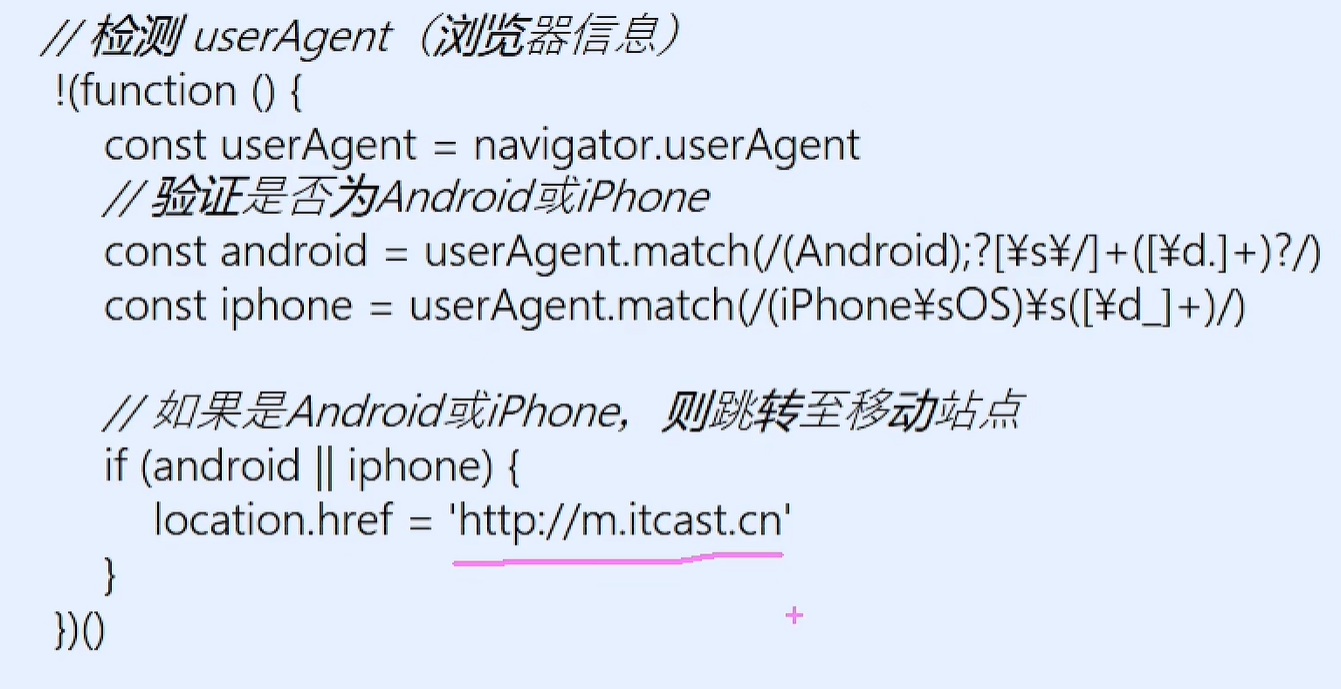 // 检测 userAgent（浏览器信息）
!(function () {
const userAgent = navigator.userAgent
// 验证是否为Android或iPhone
const android = userAgent.match(/(Android);?[¥s¥/]+([¥d.]+)?/)
const iphone = userAgent.match(/(iPhone¥sOS)¥s([¥d_]+)/)
// 如果是Android或iPhone，则跳转至移动站点
if (android || iphone) {
location.href = 'http://m.itcast.cn'
}
})()